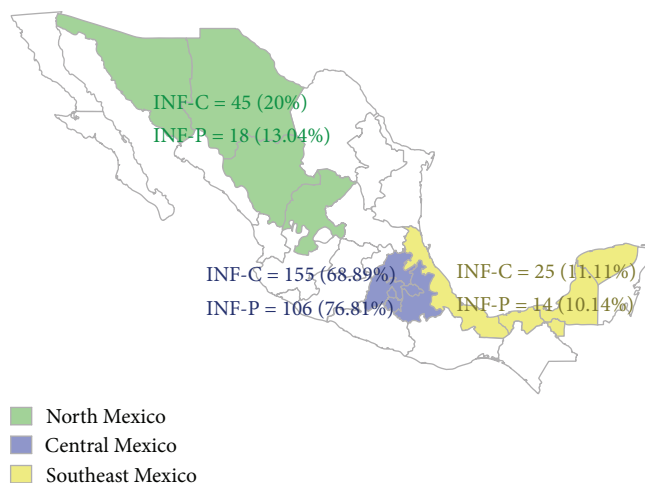 INF-C = 45 (20%)
INF-P = 18 (13.04%)
INF-C = 155 (68.89%)
INF-P = 106 (76.81%)
INF-C = 25 (11.11%)
INF-P = 14 (10.14%)
North Mexico
Central Mexico
Southeast Mexico